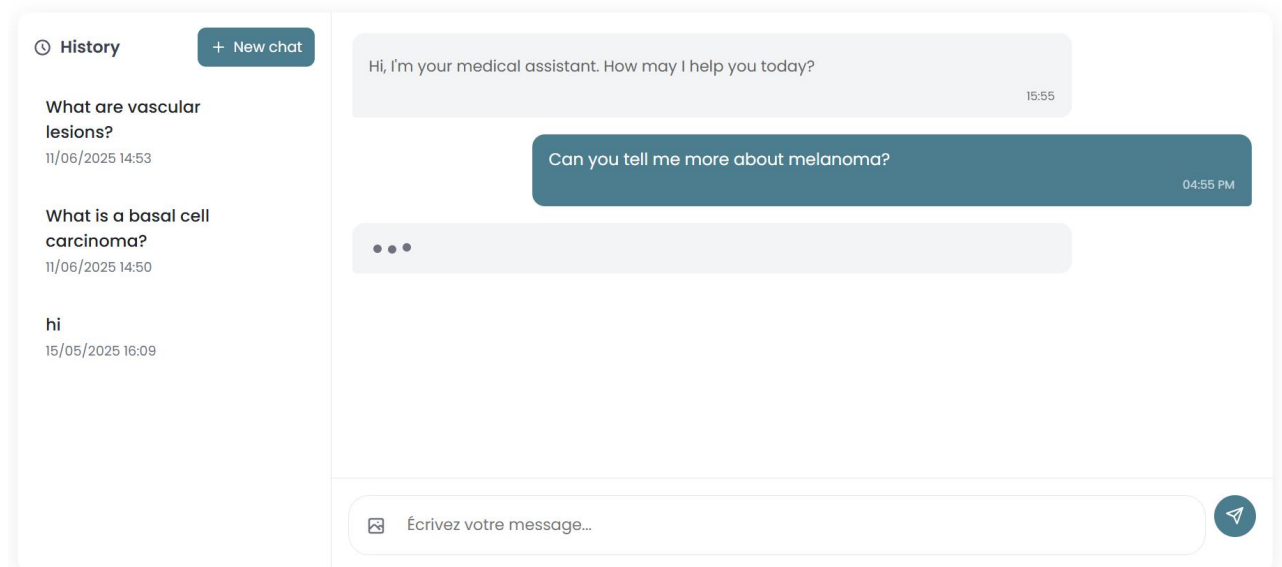 History
+ New chat
What are vascular
lesions?
11/06/2025 14:53
What is a basal cell
carcinoma?
11/06/2025 14:50
hi
15/05/2025 16:09
Hi, I'm your medical assistant. How may I help you today?
15:55
Can you tell me more about melanoma?
04:55 PM
Écrivez votre message...